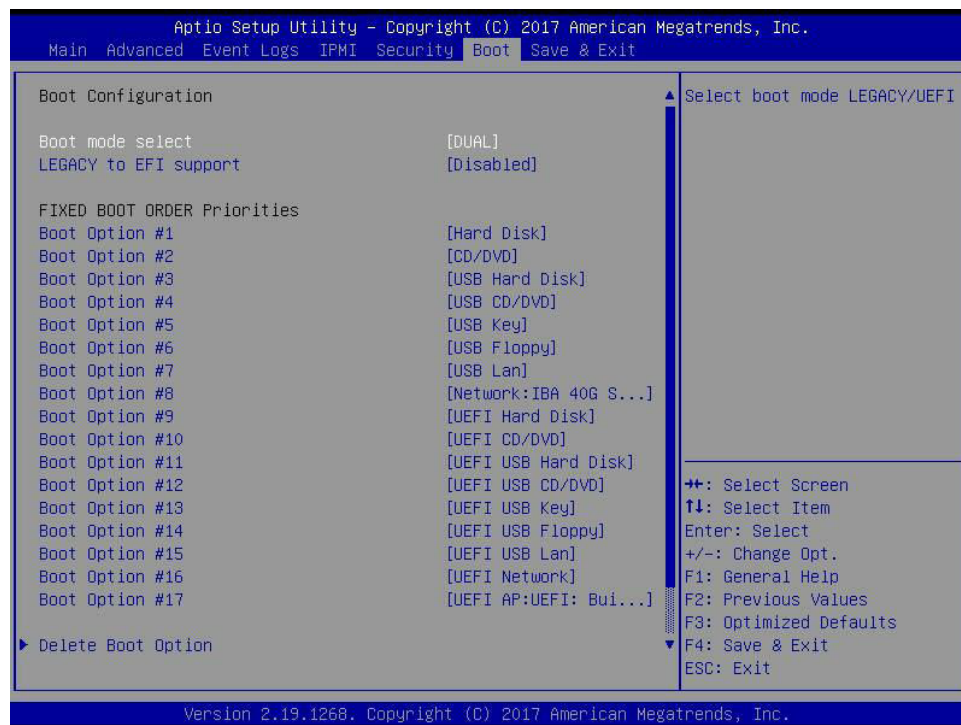 Aptio Setup Utility – Copyright (C) 2017 American Megatrends, Inc.
Main Advanced Event Logs IPMI Security Boot Save & Exit
Boot Configuration
Boot mode select [DUAL]
LEGACY to EFI support [Disabled]
FIXED BOOT ORDER Priorities
Boot Option #1 [Hard Disk]
Boot Option #2 [CD/DVD]
Boot Option #3 [USB Hard Disk]
Boot Option #4 [USB CD/DVD]
Boot Option #5 [USB Key]
Boot Option #6 [USB Floppy]
Boot Option #7 [USB Lan]
Boot Option #8 [Network:IBA 40G S...]
Boot Option #9 [UEFI Hard Disk]
Boot Option #10 [UEFI CD/DVD]
Boot Option #11 [UEFI USB Hard Disk]
Boot Option #12 [UEFI USB CD/DVD]
Boot Option #13 [UEFI USB Key]
Boot Option #14 [UEFI USB Floppy]
Boot Option #15 [UEFI USB Lan]
Boot Option #16 [UEFI Network]
Boot Option #17 [UEFI AP:UEFI: Bui...]
▶ Delete Boot Option
Select boot mode LEGACY/UEFI
→←: Select Screen
↑↓: Select Item
Enter: Select
+/-: Change Opt.
F1: General Help
F2: Previous Values
F3: Optimized Defaults
F4: Save & Exit
ESC: Exit
Version 2.19.1268. Copyright (C) 2017 American Megatrends, Inc.